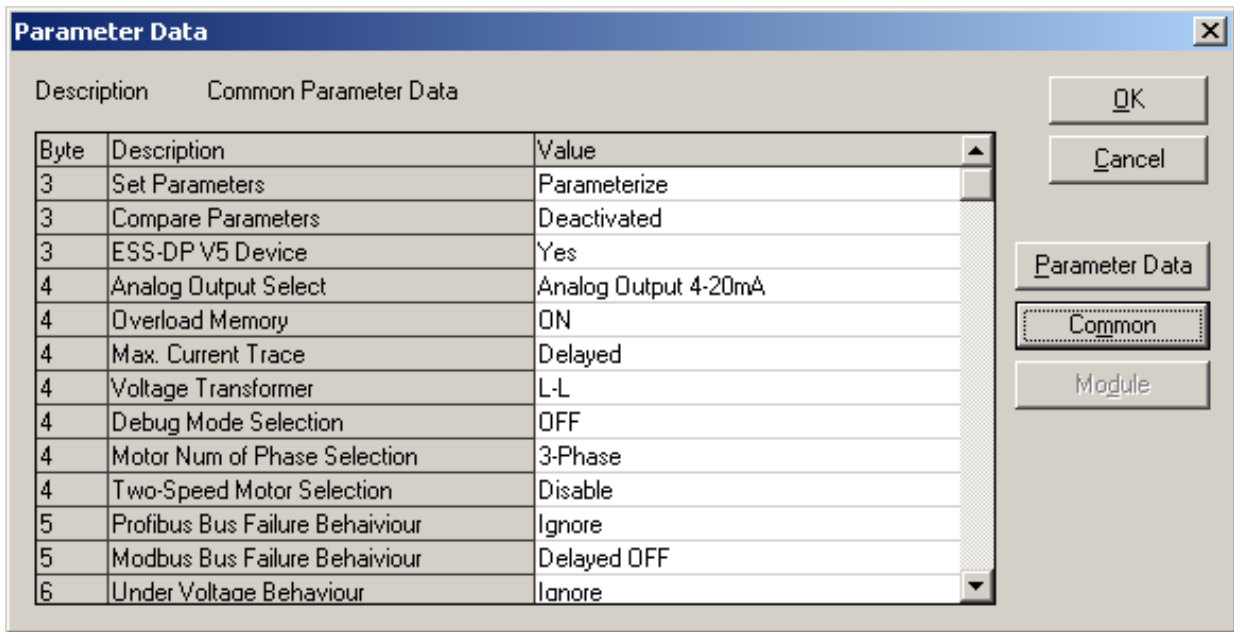 Parameter Data
Description Common Parameter Data
OK
Cancel
Byte Description Value
3 Set Parameters Parameterize
3 Compare Parameters Deactivated
3 ESS-DP V5 Device Yes
4 Analog Output Select Analog Output 4-20mA
4 Overload Memory ON
4 Max. Current Trace Delayed
4 Voltage Transformer L-L
4 Debug Mode Selection OFF
4 Motor Num of Phase Selection 3-Phase
4 Two-Speed Motor Selection Disable
5 Profibus Bus Failure Behaiviour Ignore
5 Modbus Bus Failure Behaiviour Delayed OFF
6 Under Voltage Behaviour Ignore
Parameter Data
Common
Module